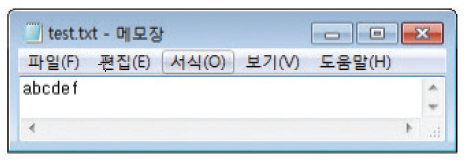 test.txt - 메모장
파일(F) 편집(E) 서식(O) 보기(V) 도움말(H)
abcdef